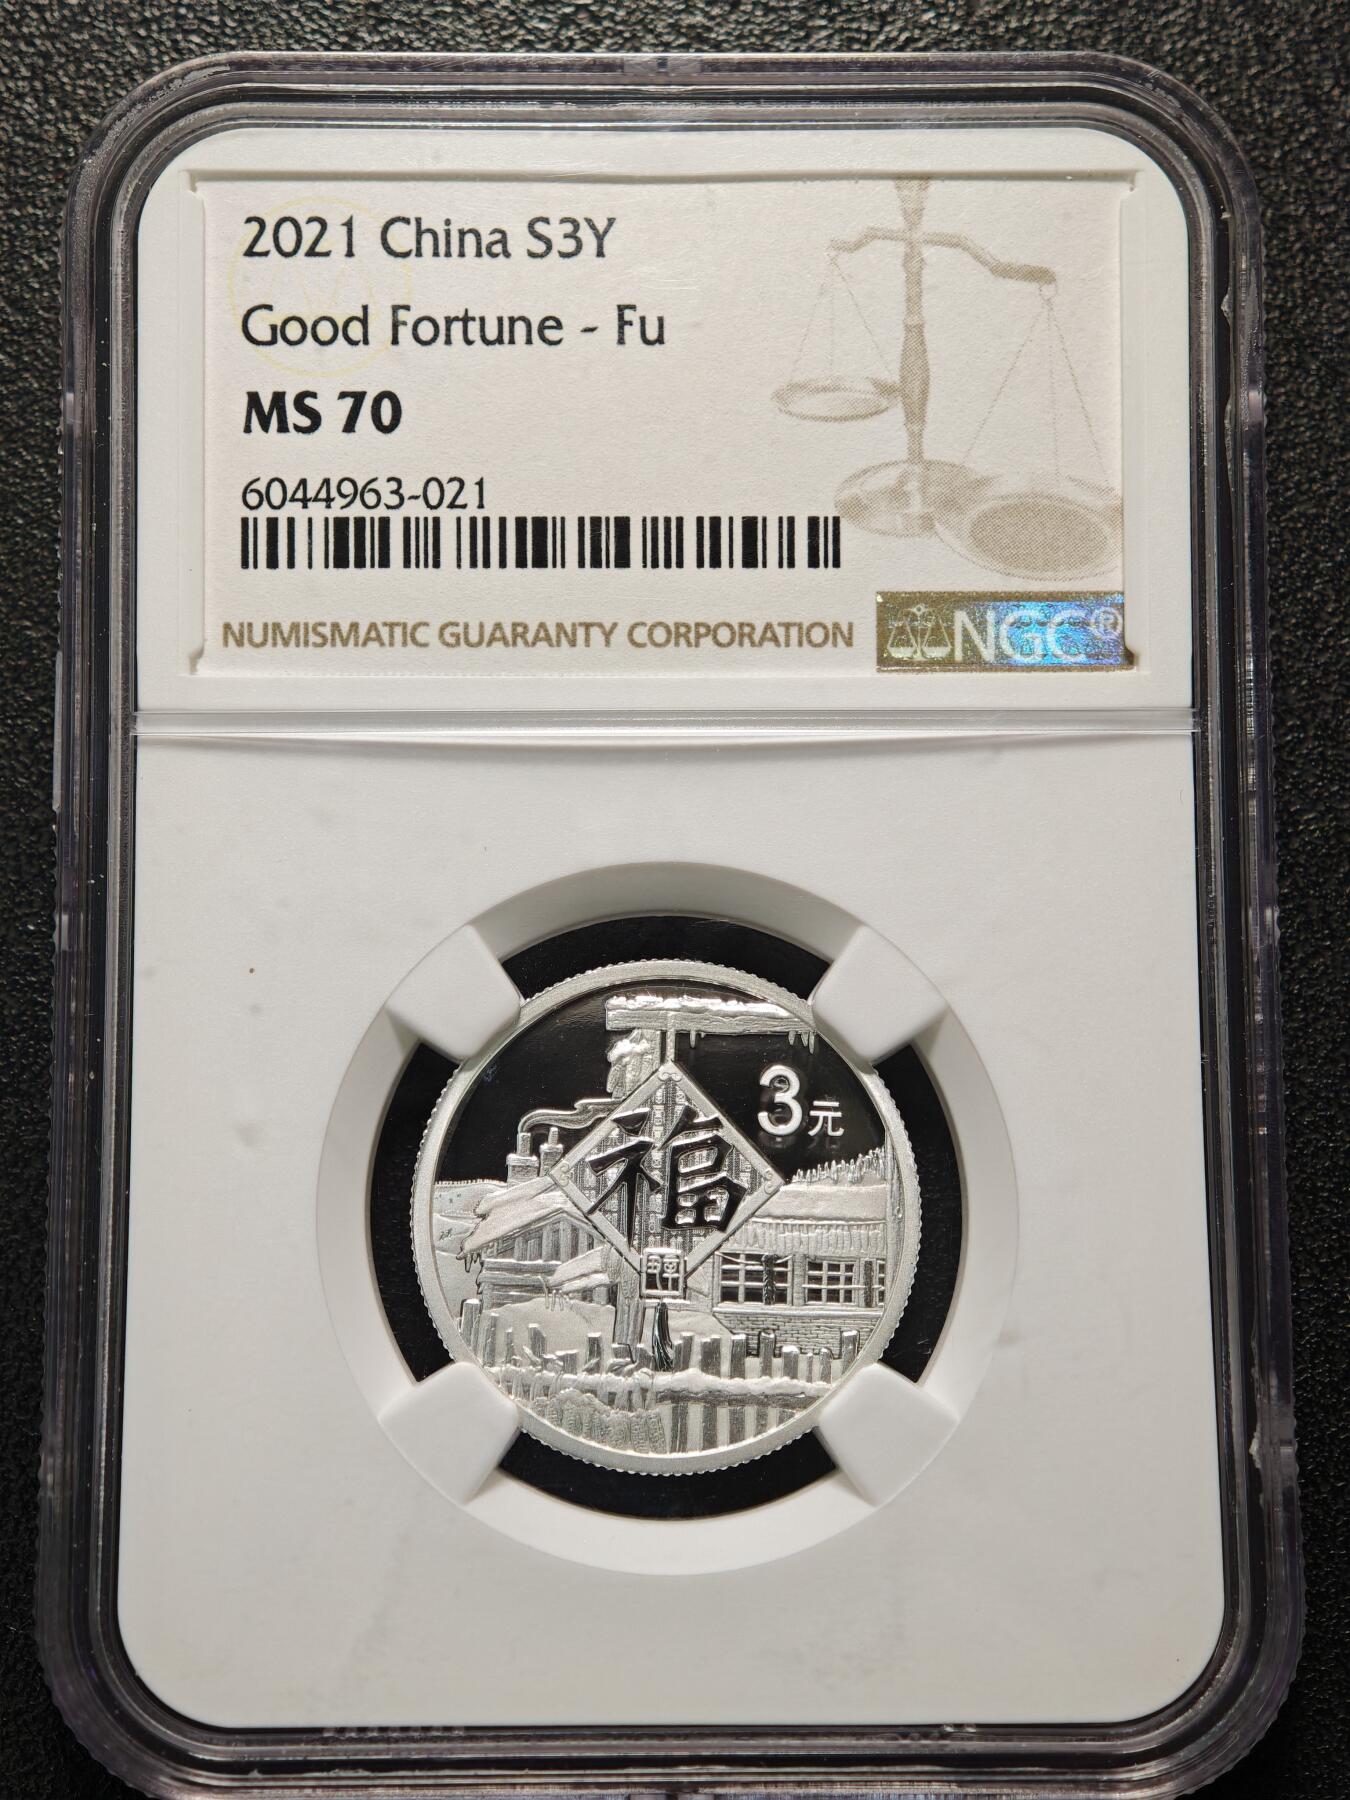 2021 China S3Y
Good Fortune - Fu
MS 70
6044963-021
NUMISMATIC GUARANTY CORPORATION
NGC®
3元
福